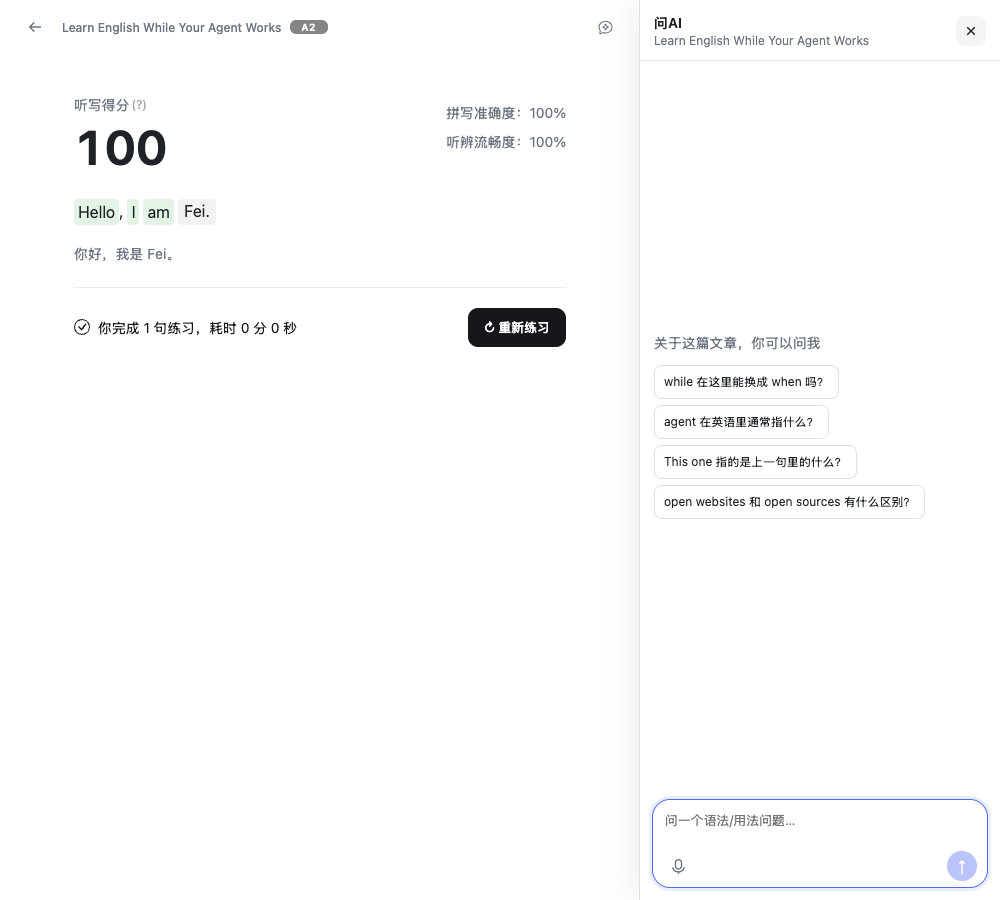 Learn English While Your Agent Works A2
听写得分 (?)
100
拼写准确度：100%
听辨流畅度：100%
Hello, I am Fei.
你好，我是 Fei。
你完成 1 句练习，耗时 0 分 0 秒
重新练习
问AI
Learn English While Your Agent Works
关于这篇文章，你可以问我
while 在这里能换成 when 吗？
agent 在英语里通常指什么？
This one 指的是上一句里的什么？
open websites 和 open sources 有什么区别？
问一个语法/用法问题...